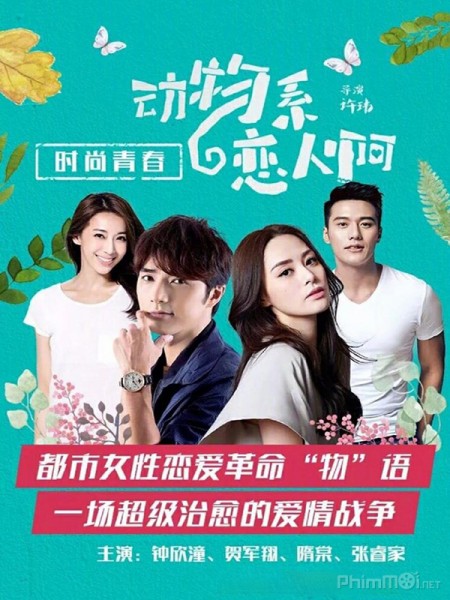 动物系
恋人啊
导演
许玮
时尚青春
都市女性恋爱革命“物”语
一场超级治愈的爱情战争
主演：钟欣潼、贺军翔、隋棠、张睿家
PhimMoi.NET